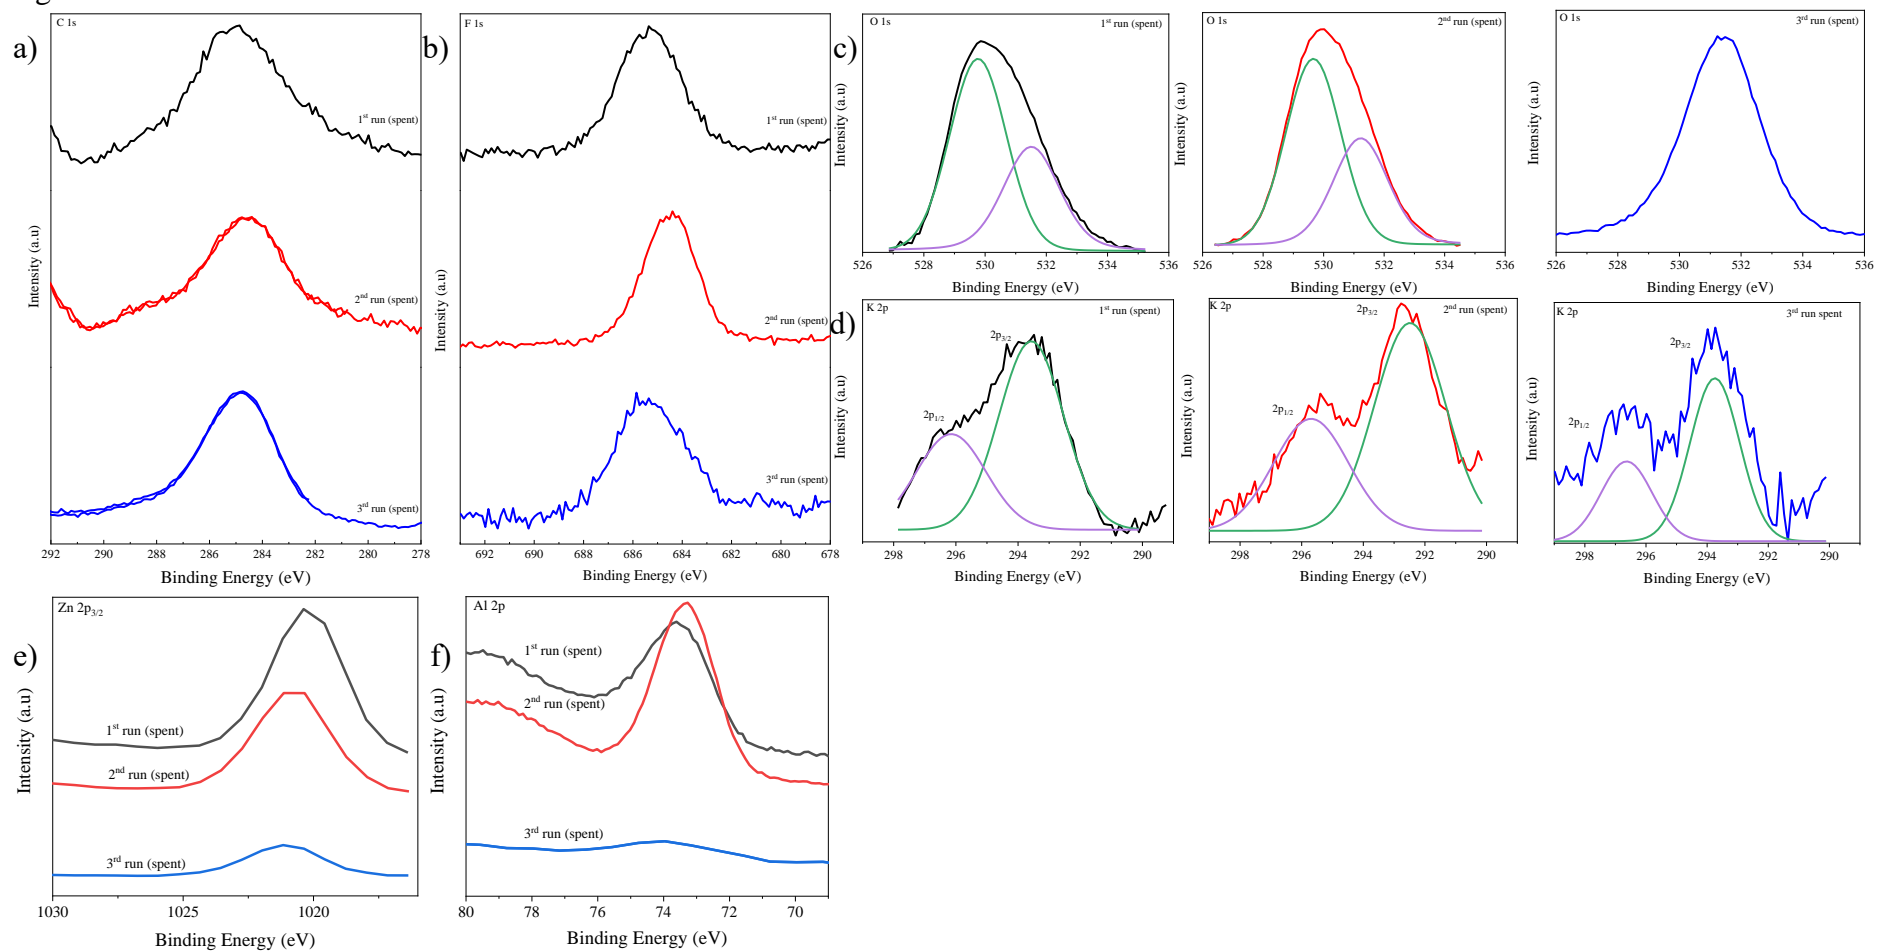 a)
C 1s
1st run (spent)
2nd run (spent)
3rd run (spent)
Intensity (a.u)
292 290 288 286 284 282 280 278
Binding Energy (eV)
b)
F 1s
1st run (spent)
2nd run (spent)
3rd run (spent)
Intensity (a.u)
692 690 688 686 684 682 680 678
Binding Energy (eV)
c)
O 1s 1st run (spent)
Intensity (a.u)
526 528 530 532 534 536
Binding Energy (eV)
O 1s 2nd run (spent)
Intensity (a.u)
526 528 530 532 534 536
Binding Energy (eV)
O 1s 3rd run (spent)
Intensity (a.u)
526 528 530 532 534 536
Binding Energy (eV)
d)
K 2p 1st run (spent)
2p3/2
2p1/2
Intensity (a.u)
298 296 294 292 290
Binding Energy (eV)
K 2p 2nd run (spent)
2p3/2
2p1/2
Intensity (a.u)
298 296 294 292 290
Binding Energy (eV)
K 2p 3rd run spent
2p3/2
2p1/2
Intensity (a.u)
298 296 294 292 290
Binding Energy (eV)
e)
Zn 2p3/2
1st run (spent)
2nd run (spent)
3rd run (spent)
Intensity (a.u)
1030 1025 1020
Binding Energy (eV)
f)
Al 2p
1st run (spent)
2nd run (spent)
3rd run (spent)
Intensity (a.u)
80 78 76 74 72 70
Binding Energy (eV)